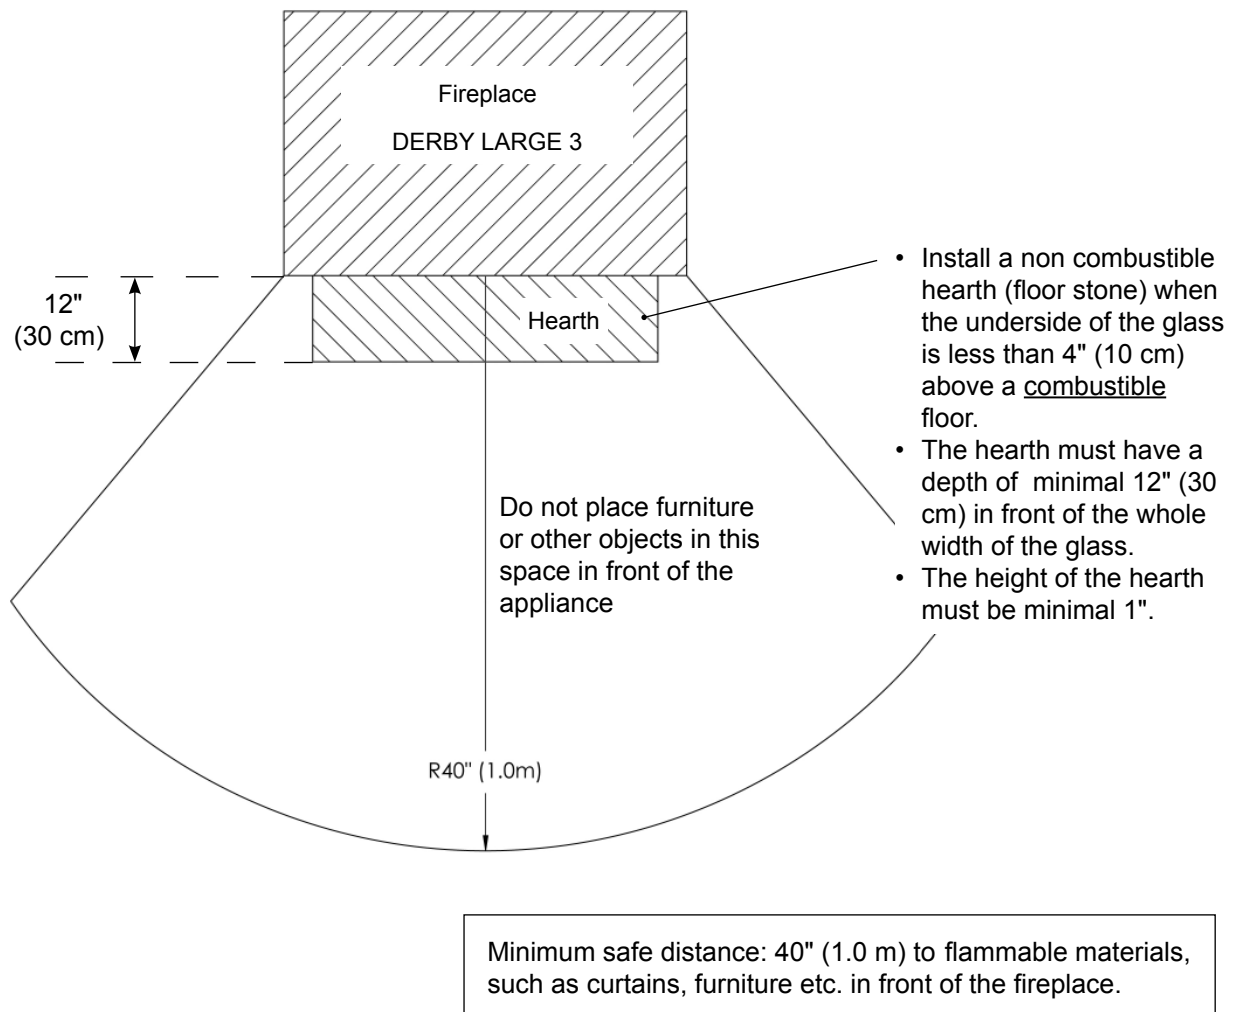 Fireplace
DERBY LARGE 3
12"
(30 cm)
Hearth
• Install a non combustible
hearth (floor stone) when
the underside of the glass
is less than 4" (10 cm)
above a combustible
floor.
• The hearth must have a
depth of  minimal 12" (30
cm) in front of the whole
width of the glass.
• The height of the hearth
must be minimal 1".
Do not place furniture
or other objects in this
space in front of the
appliance
R40" (1.0m)
Minimum safe distance: 40" (1.0 m) to flammable materials,
such as curtains, furniture etc. in front of the fireplace.